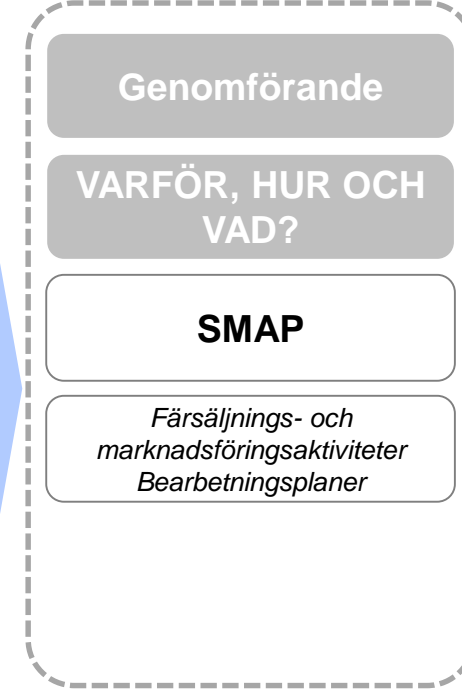 Genomförande
VARFÖR, HUR OCH
VAD?
SMAP
Färsäljnings- och
marknadsföringsaktiviteter
Bearbetningsplaner